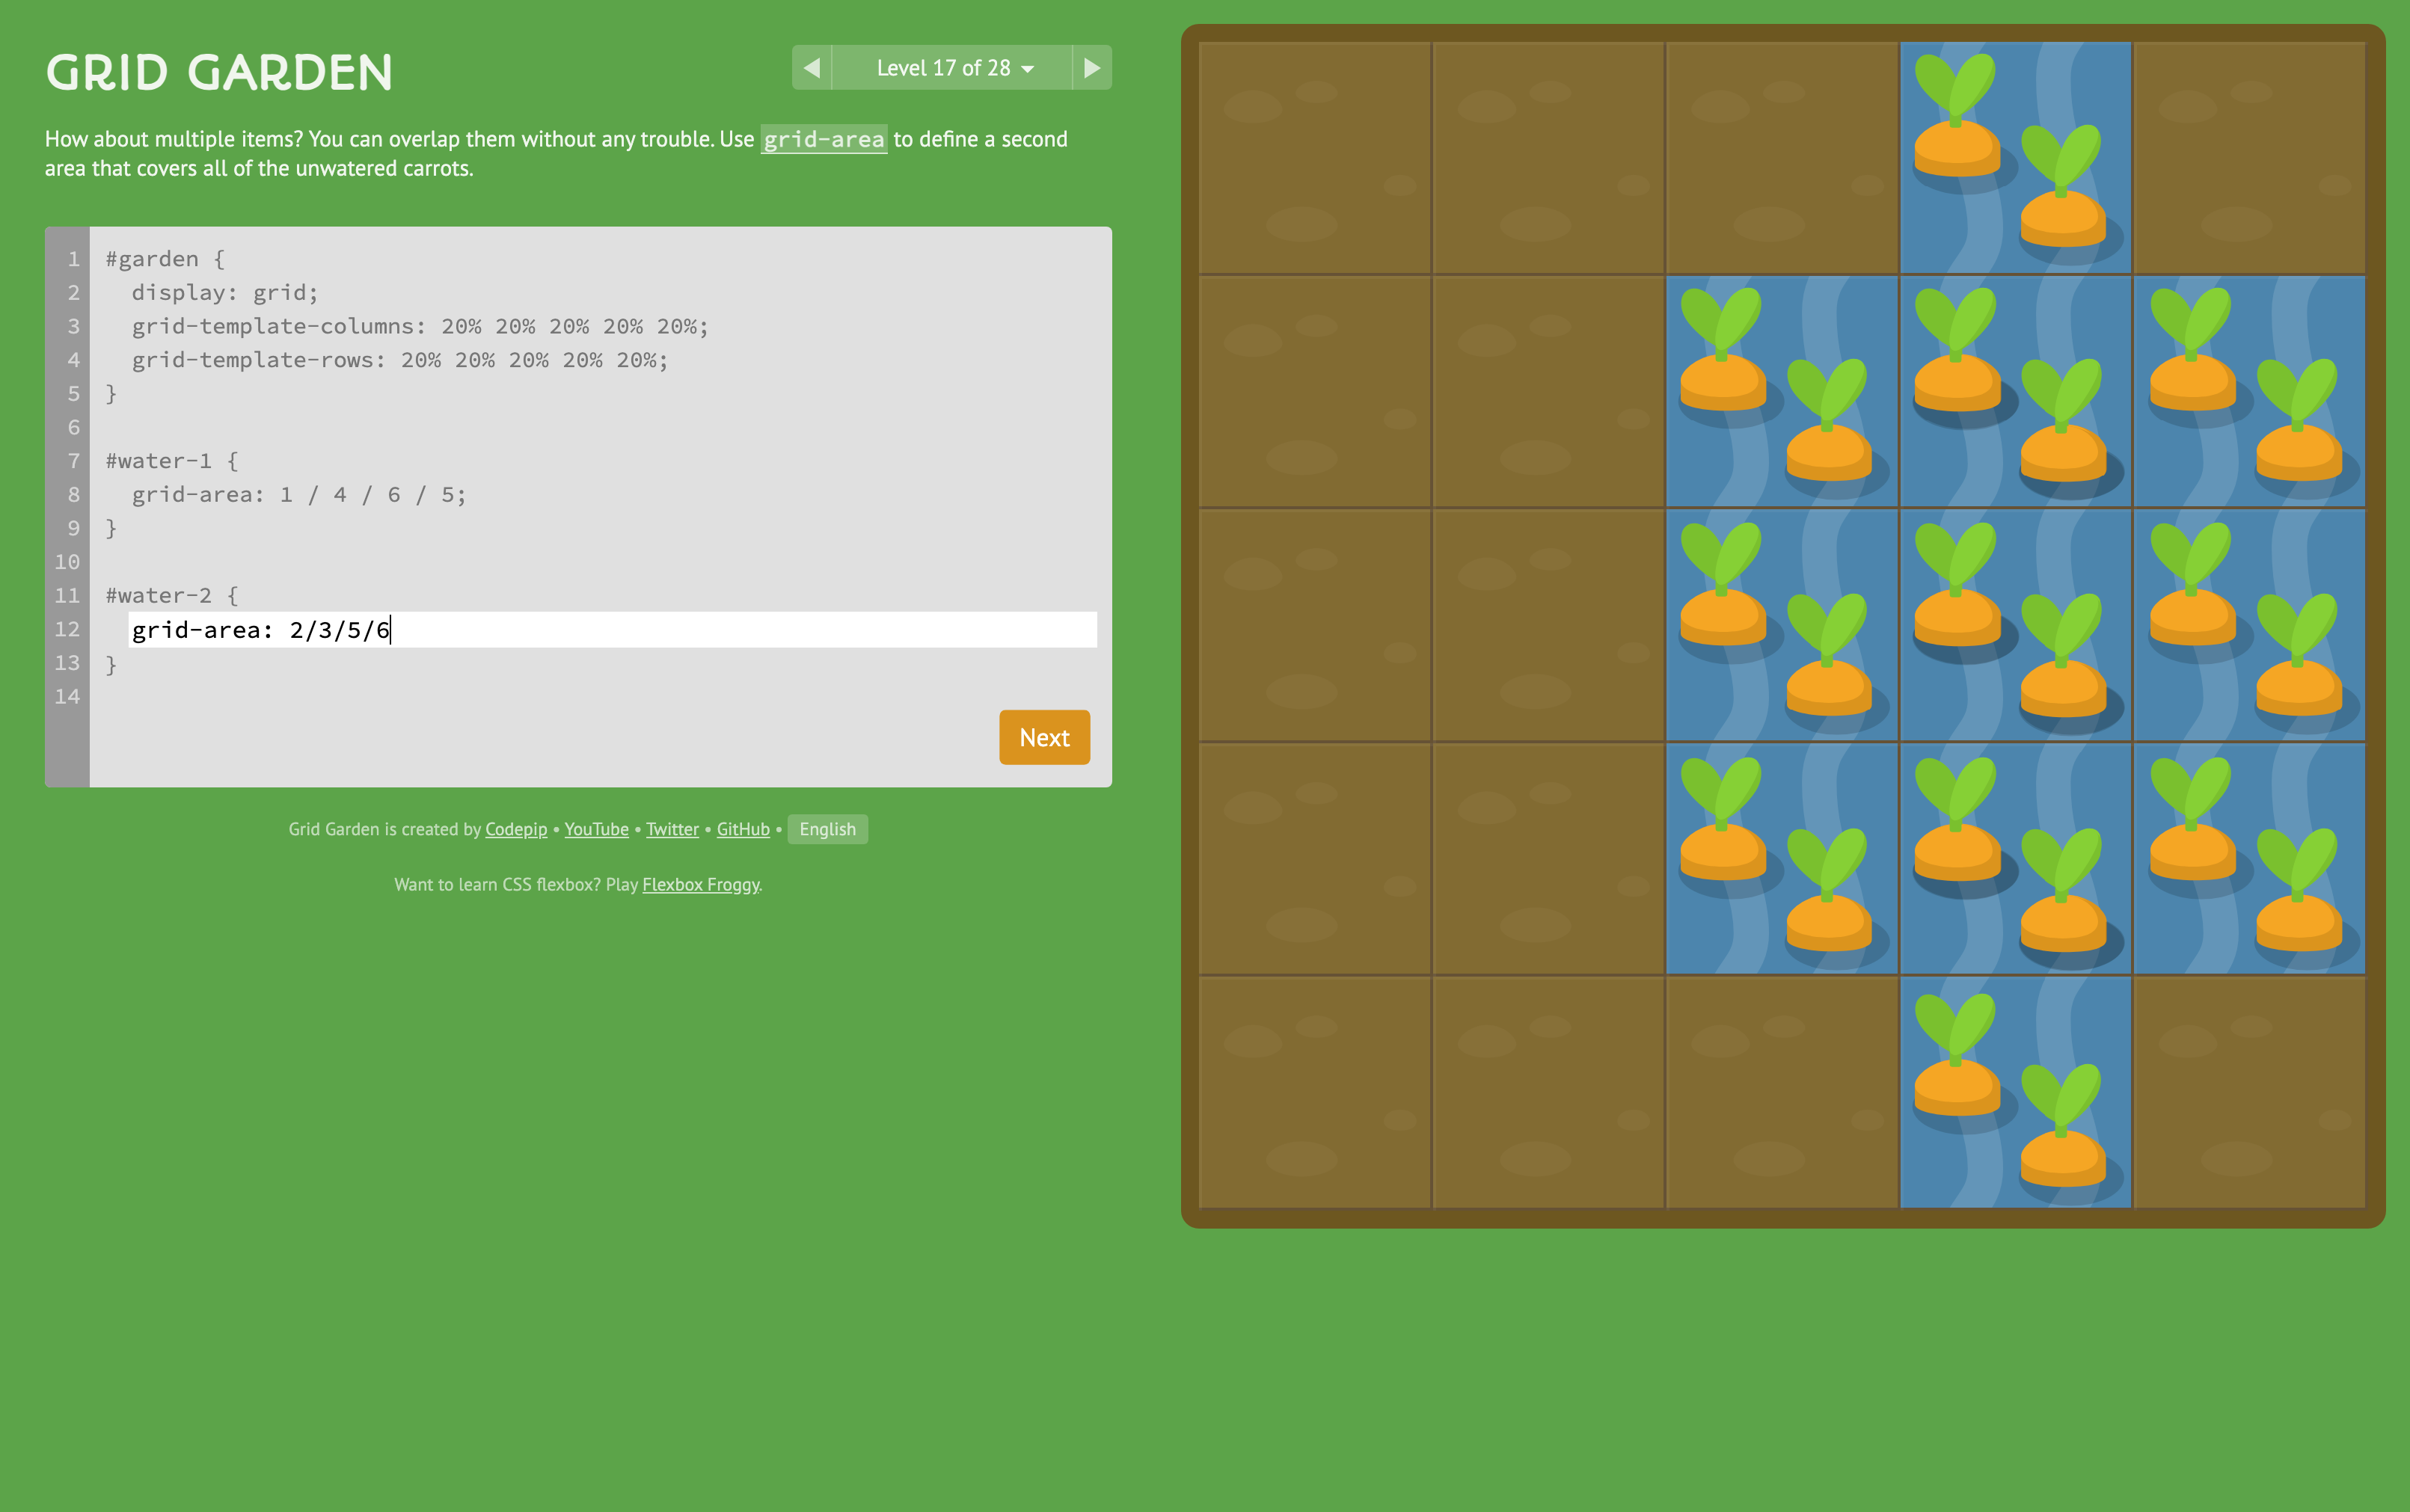 GRID GARDEN
Level 17 of 28
How about multiple items? You can overlap them without any trouble. Use grid-area to define a second
area that covers all of the unwatered carrots.
1 #garden {
2 display: grid;
3 grid-template-columns: 20% 20% 20% 20% 20%;
4 grid-template-rows: 20% 20% 20% 20% 20%;
5 }
6
7 #water-1 {
8 grid-area: 1 / 4 / 6 / 5;
9 }
10
11 #water-2 {
12 grid-area: 2/3/5/6
13 }
14
Next
Grid Garden is created by Codepip • YouTube • Twitter • GitHub • English
Want to learn CSS flexbox? Play Flexbox Froggy.